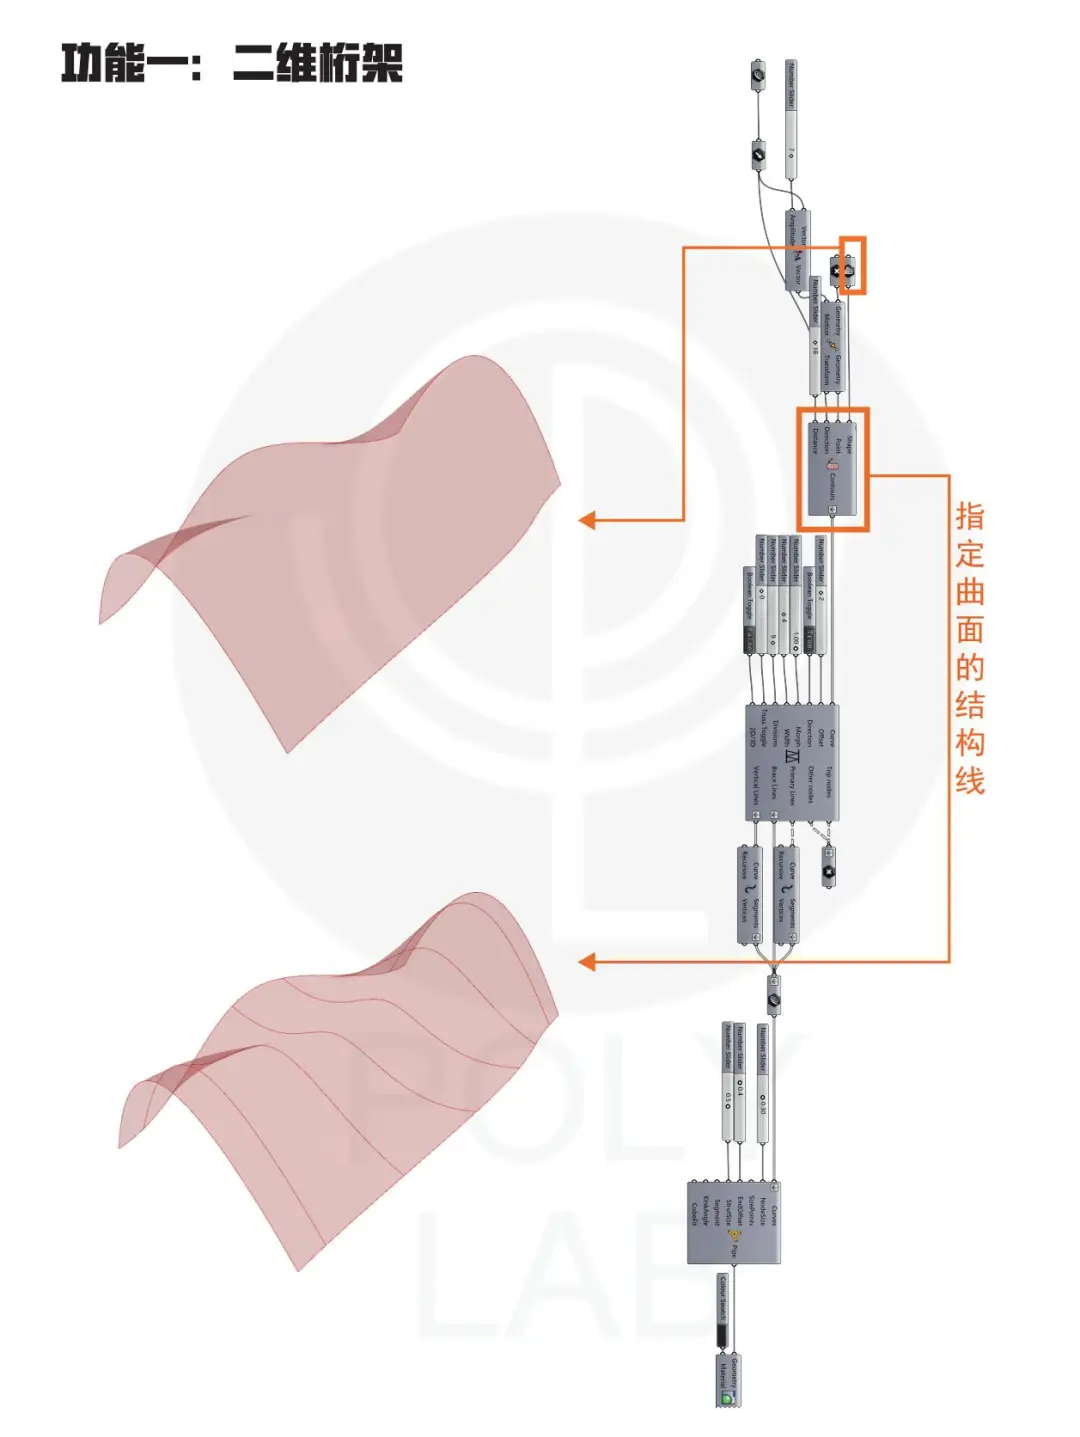 功能一：二维桁架
Number Slider
7
Vector
Amplitude
Vector
Number Slider
18
Geometry
Motion
Geometry
Transform
Shape
Point
Direction
Distance
Contours
指定曲面的结构线
Number Slider
2
Boolean Toggle
True
Number Slider
1.00
Number Slider
4
Number Slider
9
Number Slider
0
Boolean Toggle
False
Curve
Offset
Direction
Morph
Width
Divisions
Truss Toggle
2D/3D
Top nodes
Other nodes
Primary Lines
Brace Lines
Vertical Lines
Curve
Recursive
Segments
Vertices
Curve
Recursive
Segments
Vertices
Number Slider
0.30
Number Slider
0.4
Number Slider
0.5
Curves
NodeSize
SizePoints
EndOffset
StrutSize
Segment
KinkAngle
CubeFit
Pipe
Colour Swatch
Geometry
Material
POLY
LAB